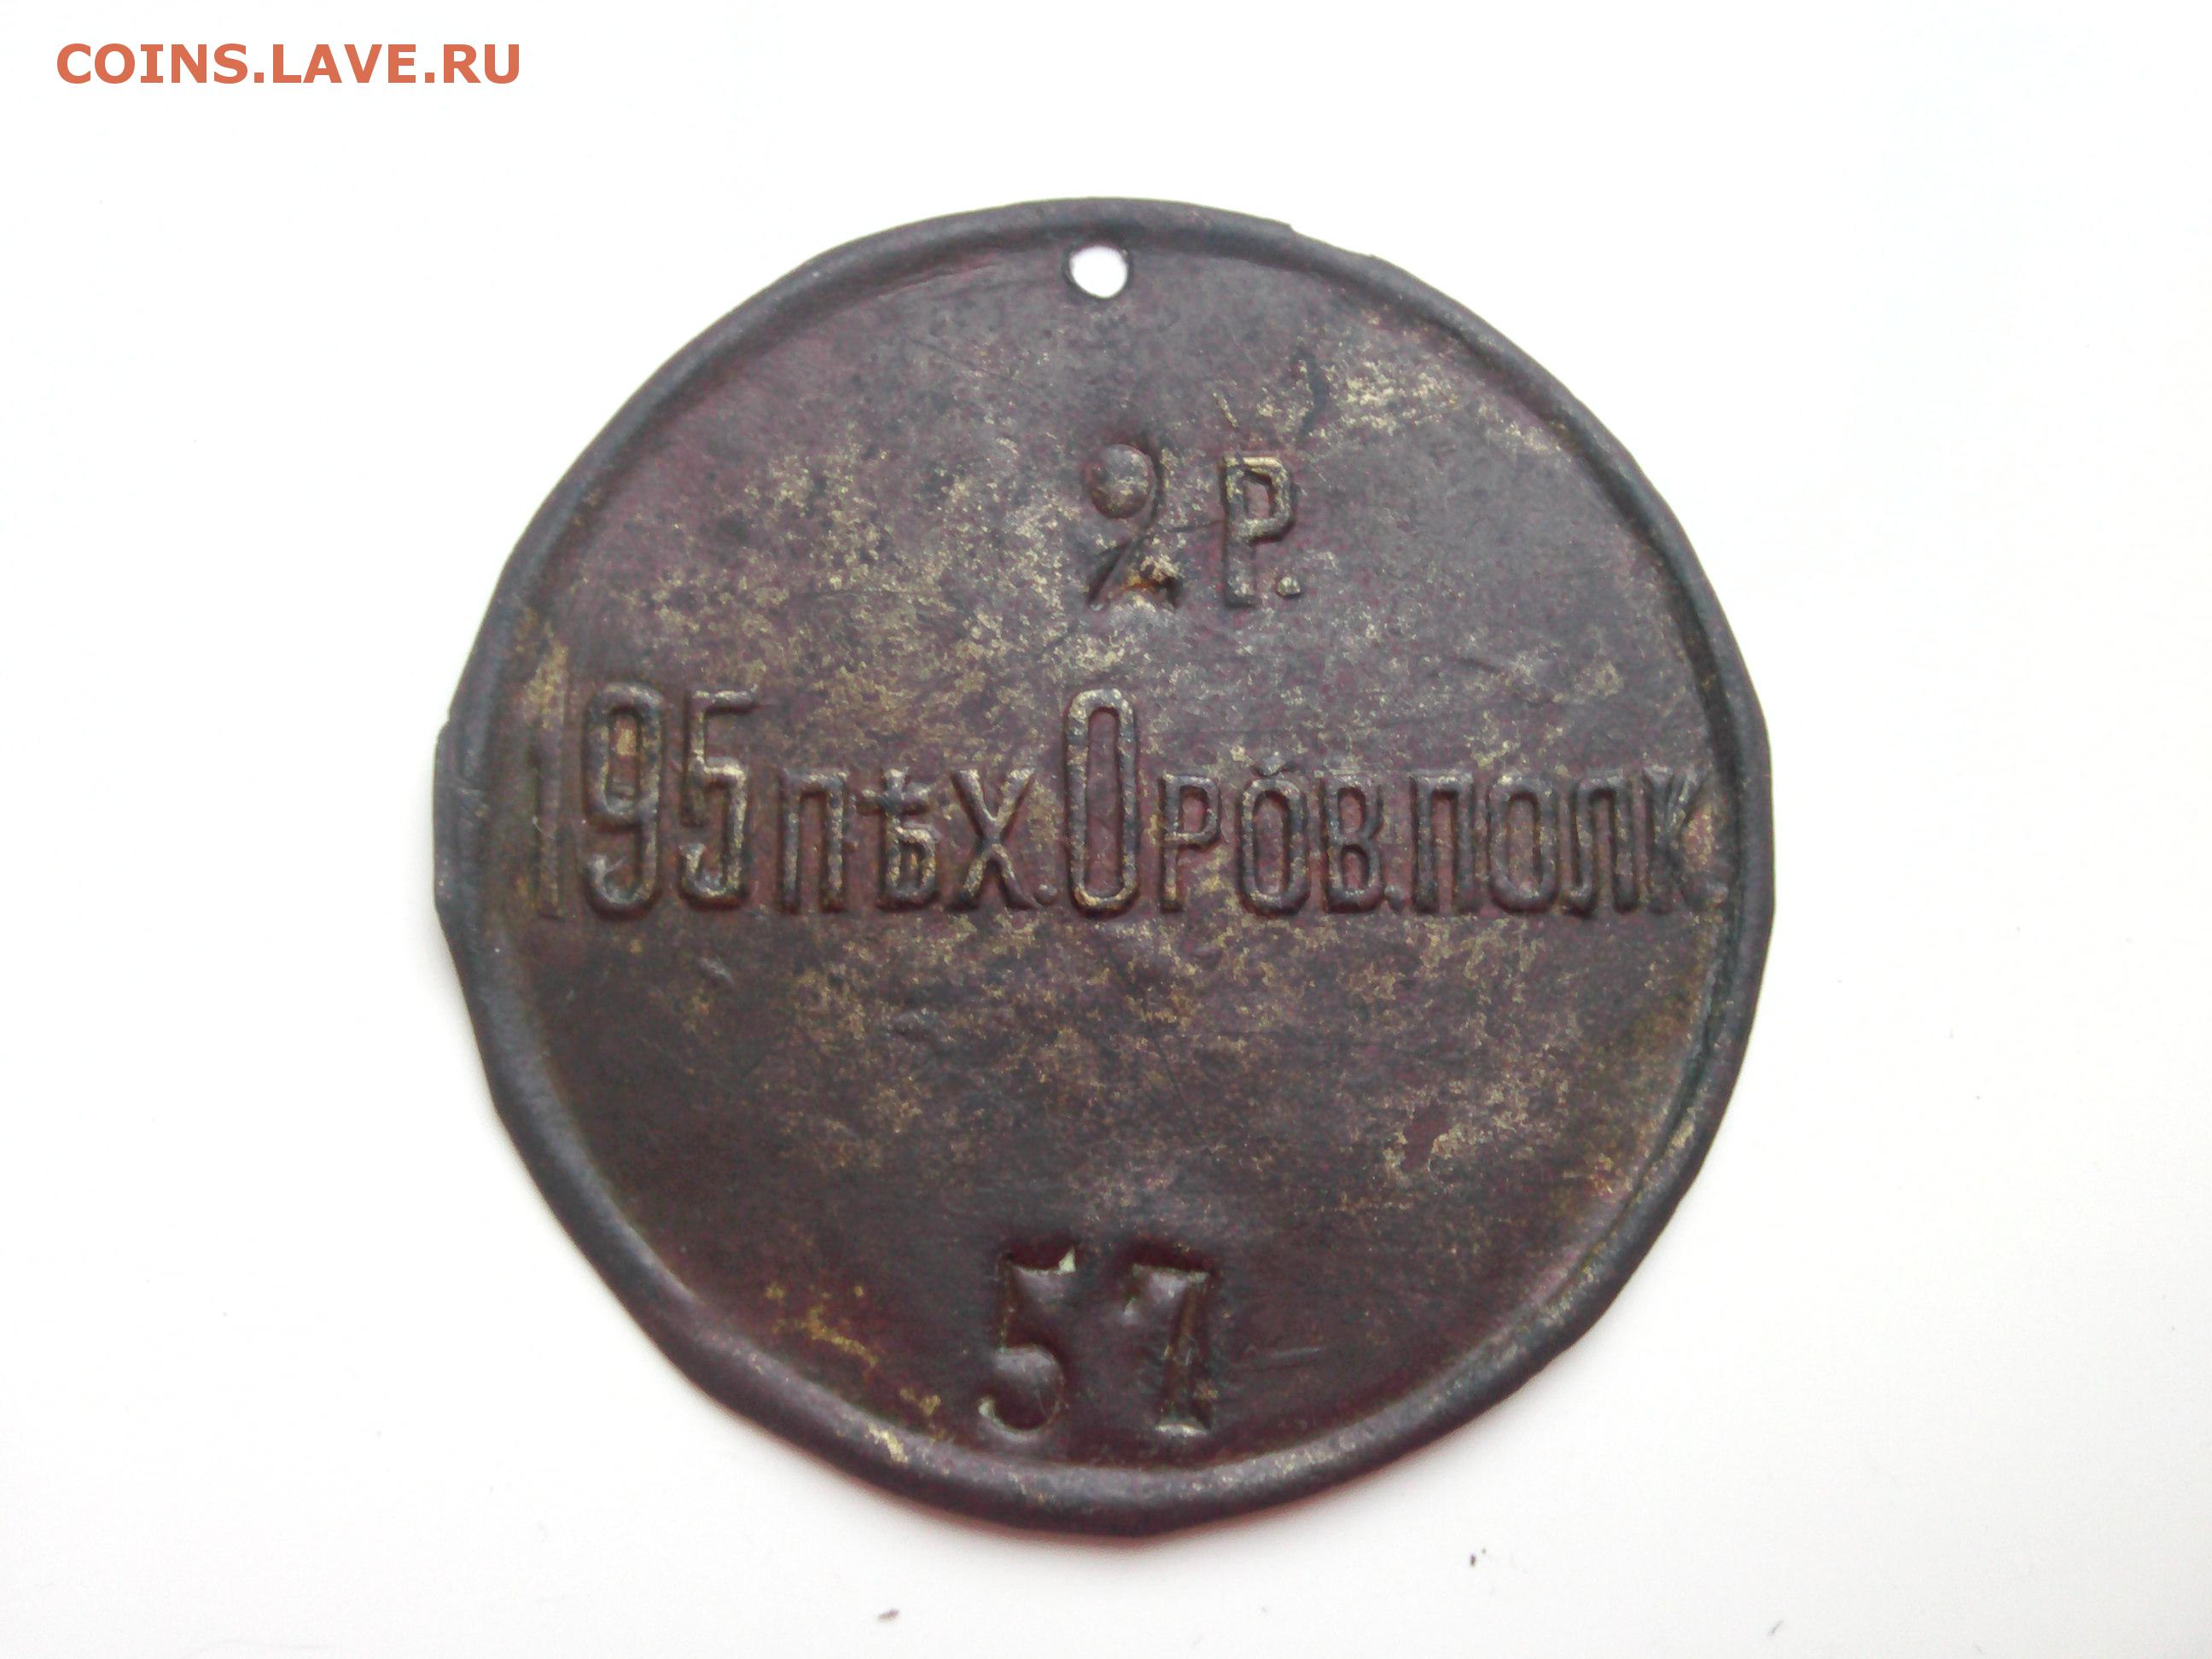 COINS.LAVE.RU
2 Р.
195 пѣх. Оров. полк
57